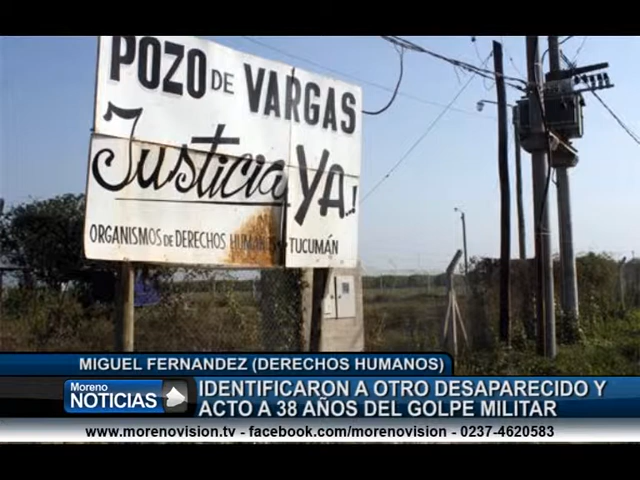 POZO DE VARGAS
Justicia YA..!
ORGANISMOS DE DERECHOS HUMANOS TUCUMÁN
MIGUEL FERNANDEZ (DERECHOS HUMANOS)
Moreno
NOTICIAS
IDENTIFICARON A OTRO DESAPARECIDO Y
ACTO A 38 AÑOS DEL GOLPE MILITAR
www.morenovision.tv - facebook.com/morenovision - 0237-4620583